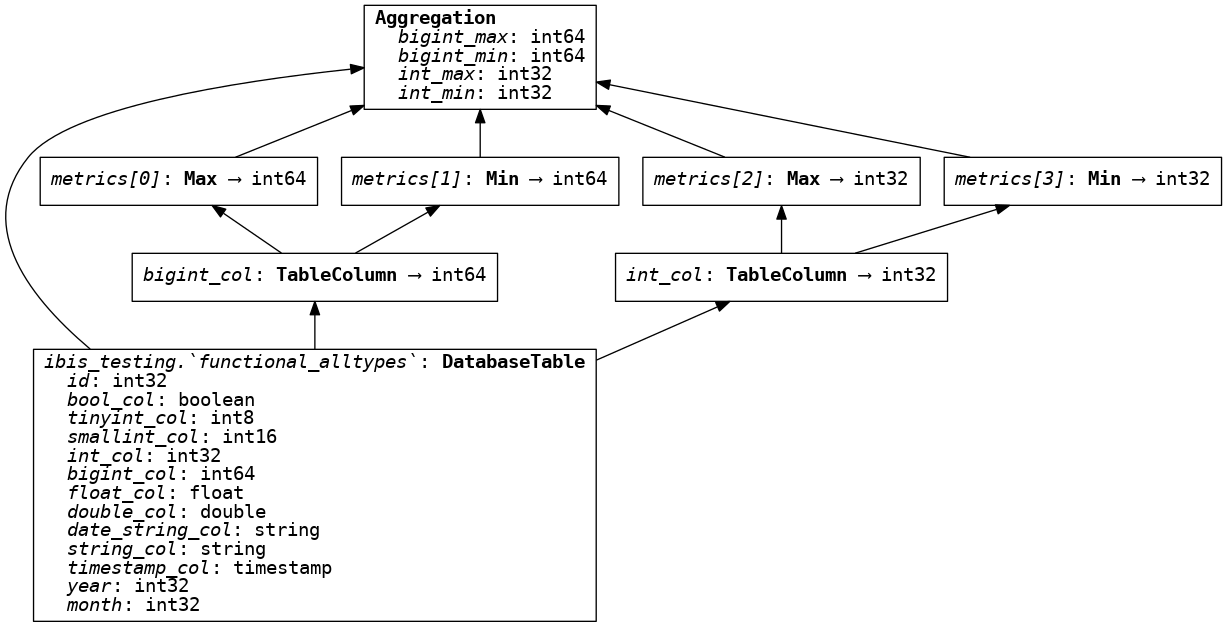 Aggregation
bigint_max: int64
bigint_min: int64
int_max: int32
int_min: int32
metrics[0]: Max → int64
metrics[1]: Min → int64
metrics[2]: Max → int32
metrics[3]: Min → int32
bigint_col: TableColumn → int64
int_col: TableColumn → int32
ibis_testing.`functional_alltypes`: DatabaseTable
id: int32
bool_col: boolean
tinyint_col: int8
smallint_col: int16
int_col: int32
bigint_col: int64
float_col: float
double_col: double
date_string_col: string
string_col: string
timestamp_col: timestamp
year: int32
month: int32